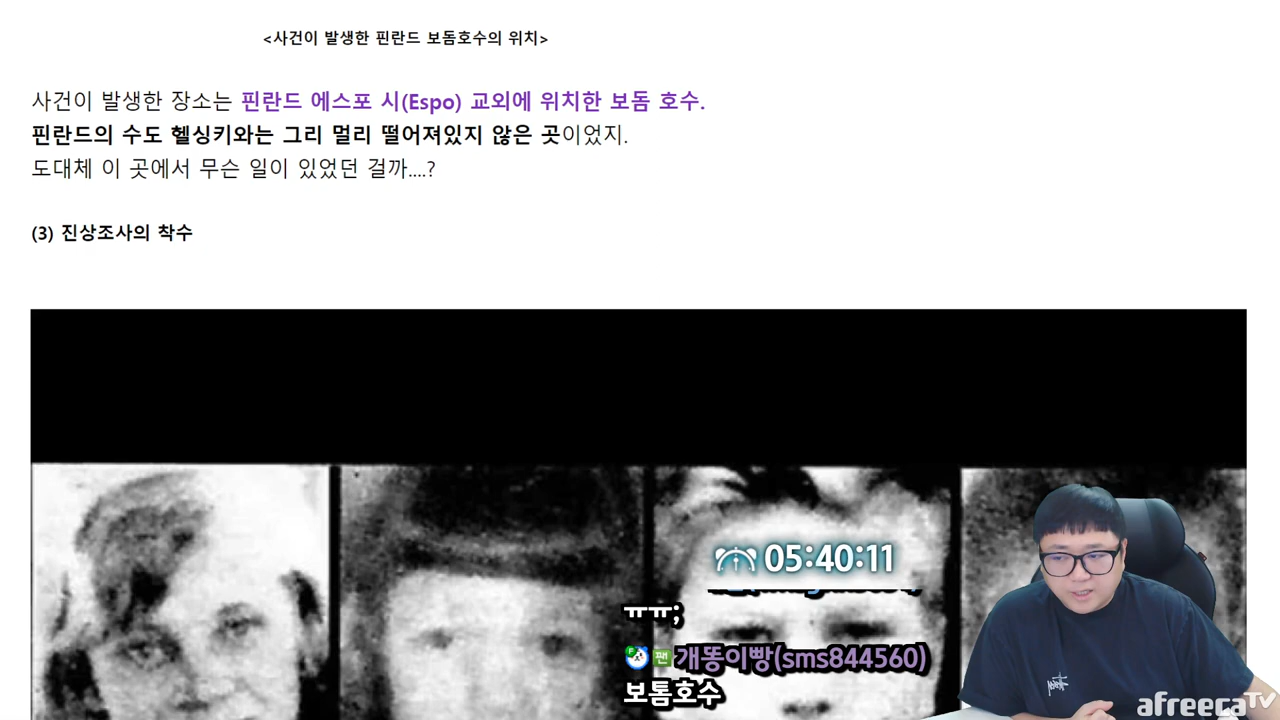 <사건이 발생한 핀란드 보돔호수의 위치>
사건이 발생한 장소는 핀란드 에스포 시(Espo) 교외에 위치한 보돔 호수.
핀란드의 수도 헬싱키와는 그리 멀리 떨어져있지 않은 곳이었지.
도대체 이 곳에서 무슨 일이 있었던 걸까....?
(3) 진상조사의 착수
05:40:11
ㅠㅠ;
F 팬 개똥이빵(sms844560)
보톰호수
afreecaTV